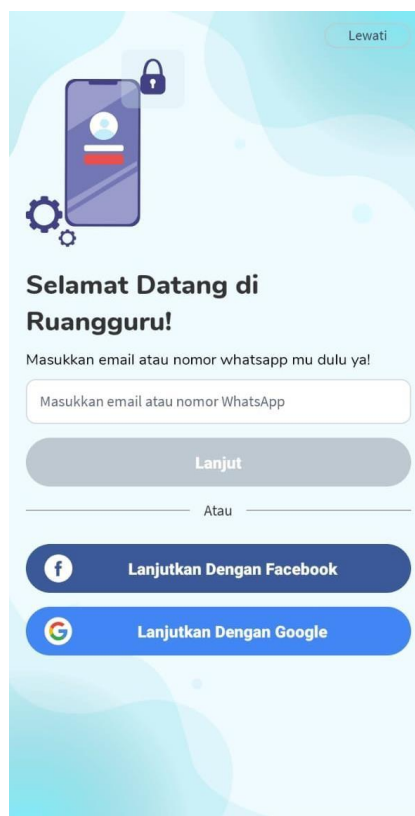 Lewati
Selamat Datang di
Ruangguru!
Masukkan email atau nomor whatsapp mu dulu ya!
Masukkan email atau nomor WhatsApp
Lanjut
Atau
Lanjutkan Dengan Facebook
Lanjutkan Dengan Google